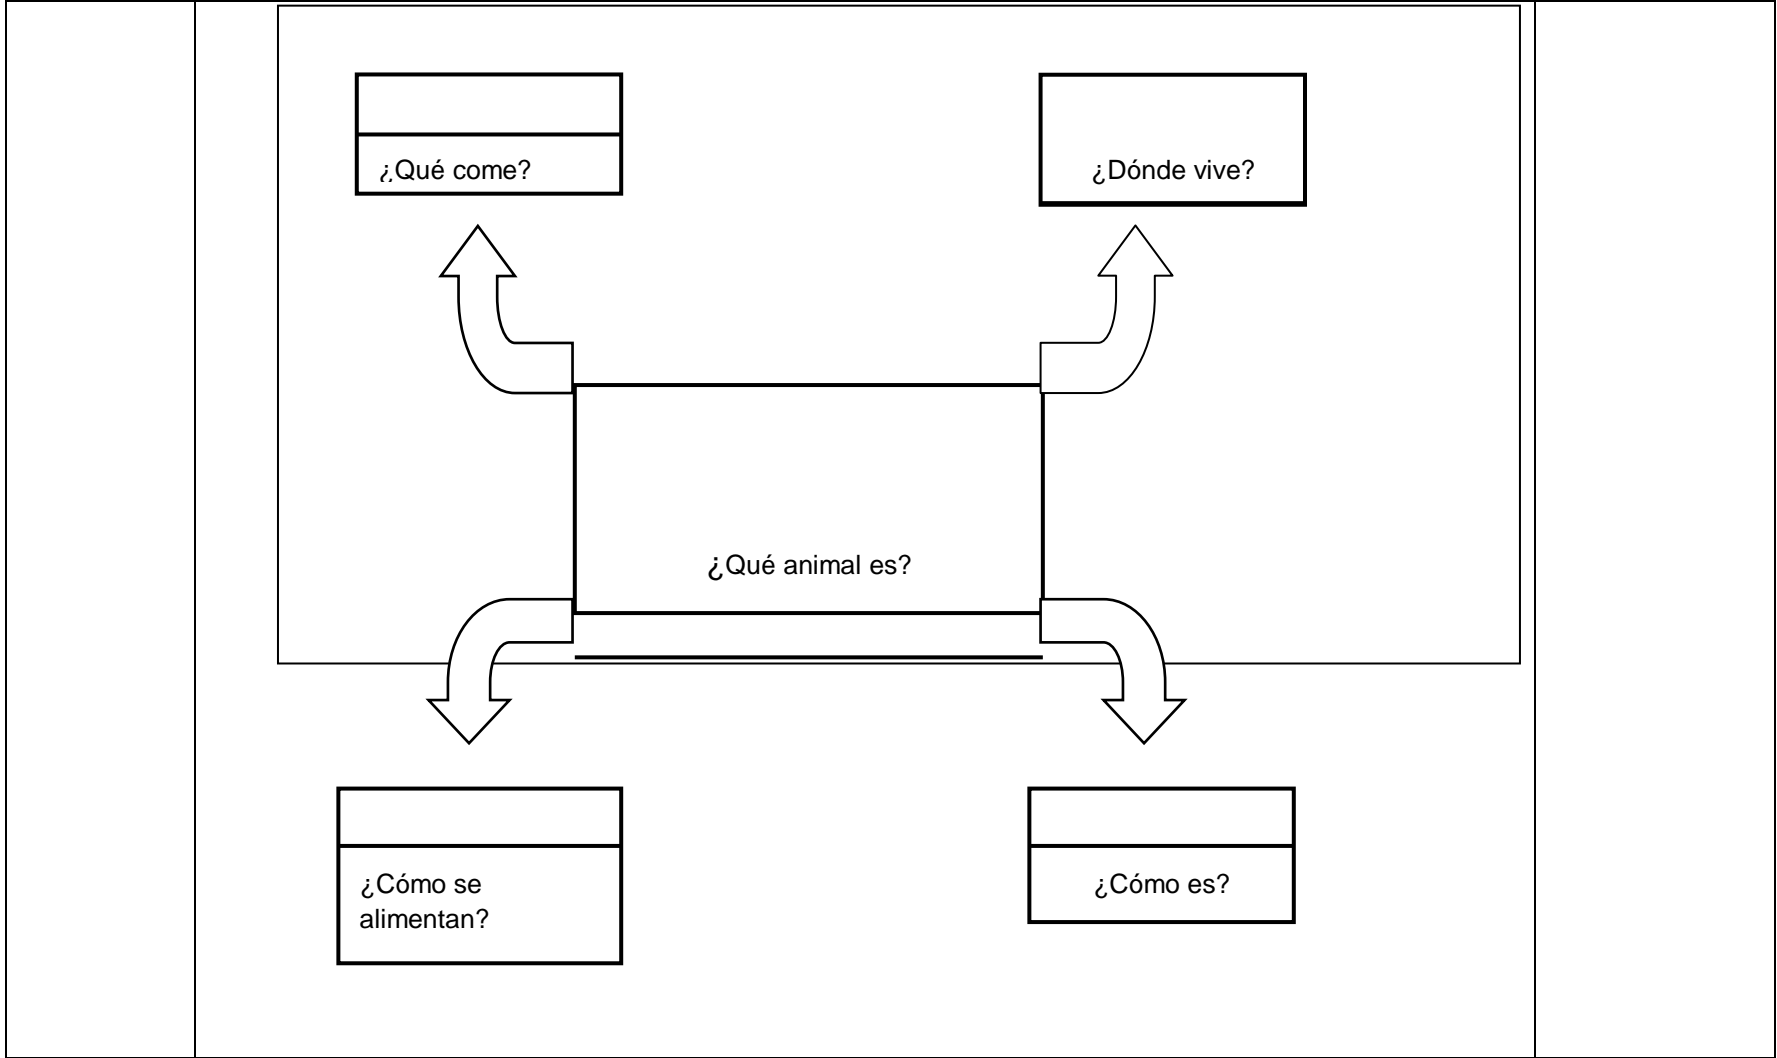 ¿Qué come?
¿Dónde vive?
¿Qué animal es?
¿Cómo se
alimentan?
¿Cómo es?